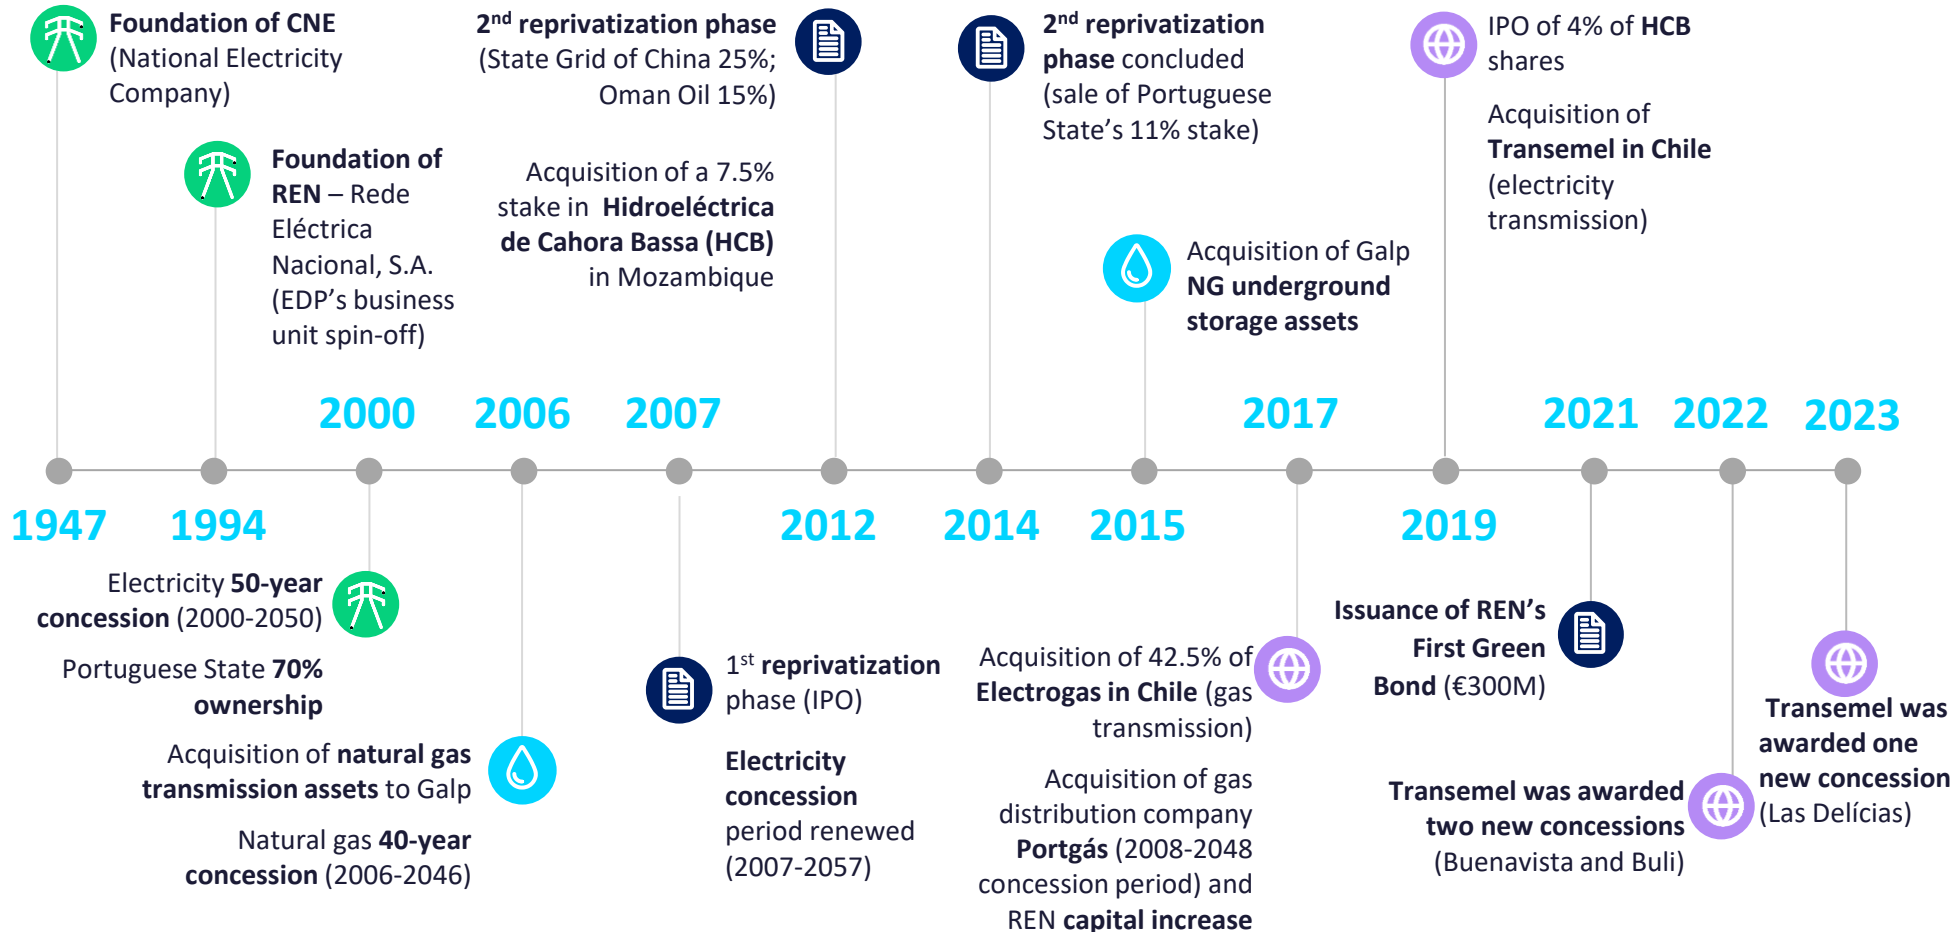 Foundation of CNE
(National Electricity
Company)
Foundation of
REN – Rede
Eléctrica
Nacional, S.A.
(EDP's business
unit spin-off)
2nd reprivatization phase
(State Grid of China 25%;
Oman Oil 15%)
Acquisition of a 7.5%
stake in Hidroeléctrica
de Cahora Bassa (HCB)
in Mozambique
2nd reprivatization
phase concluded
(sale of Portuguese
State's 11% stake)
Acquisition of Galp
NG underground
storage assets
IPO of 4% of HCB
shares
Acquisition of
Transemel in Chile
(electricity
transmission)
2000 2006 2007 2017 2021 2022 2023
1947 1994 2012 2014 2015 2019
Electricity 50-year
concession (2000-2050)
Portuguese State 70%
ownership
Acquisition of natural gas
transmission assets to Galp
Natural gas 40-year
concession (2006-2046)
1st reprivatization
phase (IPO)
Electricity
concession
period renewed
(2007-2057)
Acquisition of 42.5% of
Electrogas in Chile (gas
transmission)
Acquisition of gas
distribution company
Portgás (2008-2048
concession period) and
REN capital increase
Issuance of REN's
First Green
Bond (€300M)
Transemel was awarded
two new concessions
(Buenavista and Buli)
Transemel was
awarded one
new concession
(Las Delícias)